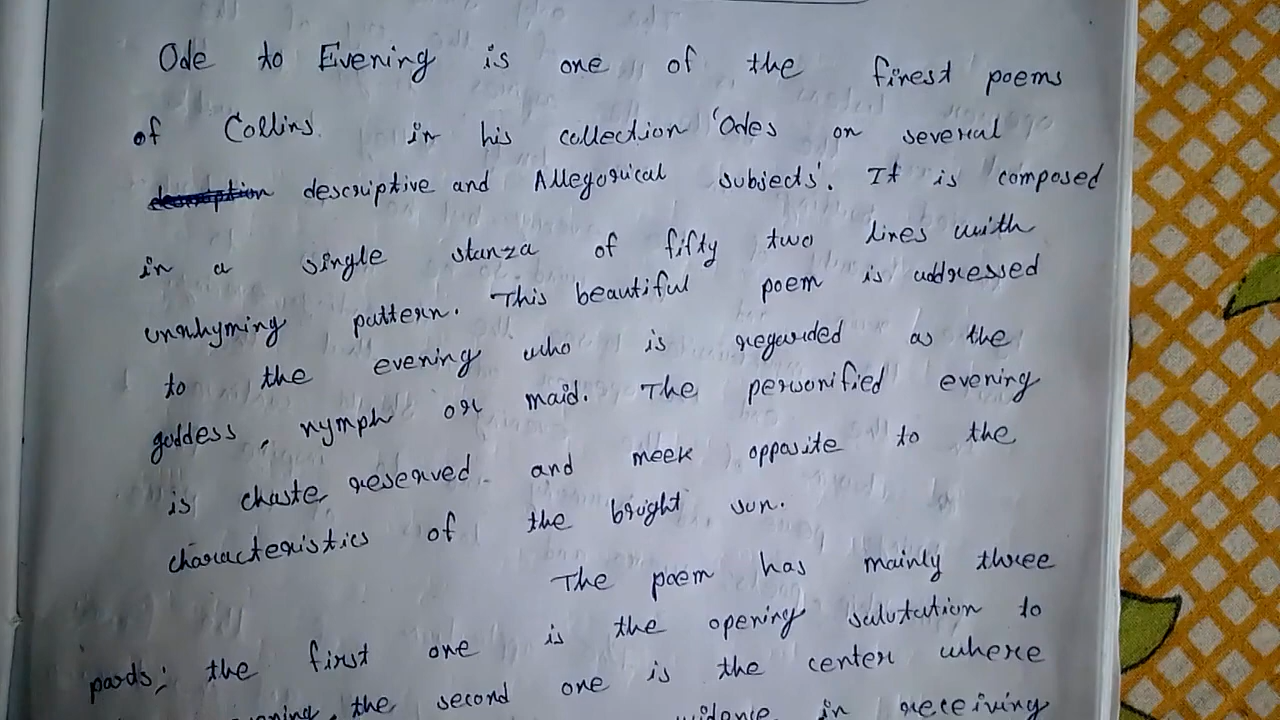 Ode to Evening is one of the finest poems
of Collins. in his collection 'Odes on several
descriptive and Allegorical subjects'. It is composed
in a single stanza of fifty two lines with
unrhyming pattern. This beautiful poem is addressed
to the evening who is regarded as the
goddess, nymph or maid. The personified evening
is chaste, reserved and meek opposite to the
characteristics of the bright sun.
The poem has mainly three
parts; the first one is the opening salutation to
the second one is the center where
in receiving